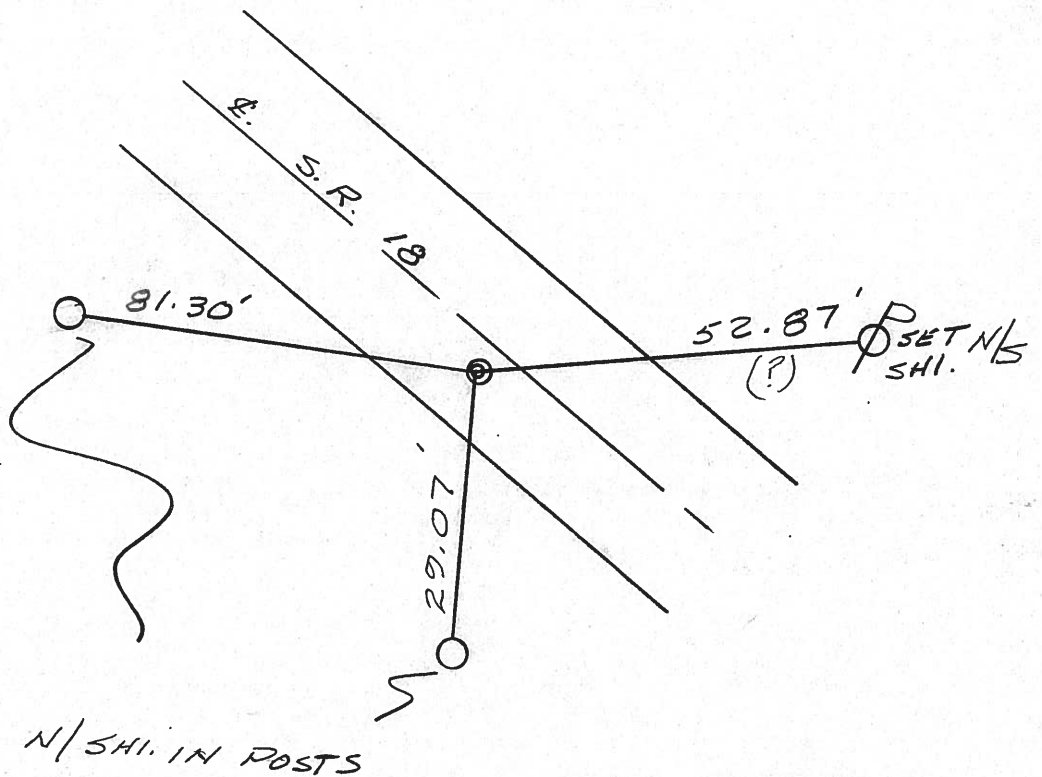 ℄. S.R. 18
81.30'
52.87'
(?)
SET N/S
SHI.
29.07'
N/SHI. IN POSTS